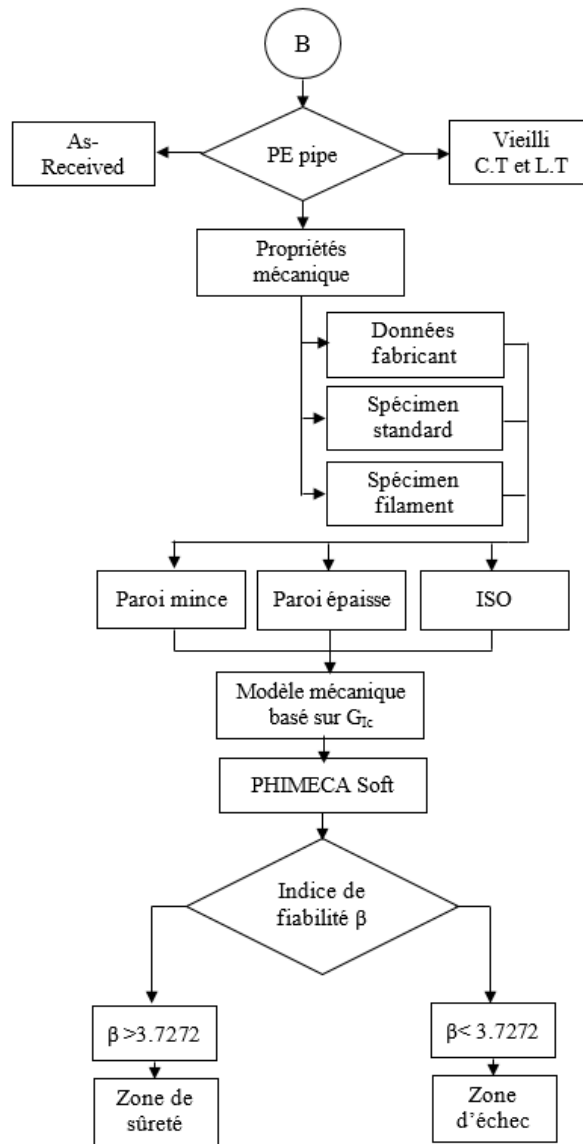 B
As-
Received
PE pipe
Vieilli
C.T et L.T
Propriétés
mécanique
Données
fabricant
Spécimen
standard
Spécimen
filament
Paroi mince
Paroi épaisse
ISO
Modèle mécanique
basé sur GIc
PHIMECA Soft
Indice de
fiabilité β
β >3.7272
β< 3.7272
Zone de
sûreté
Zone
d’échec